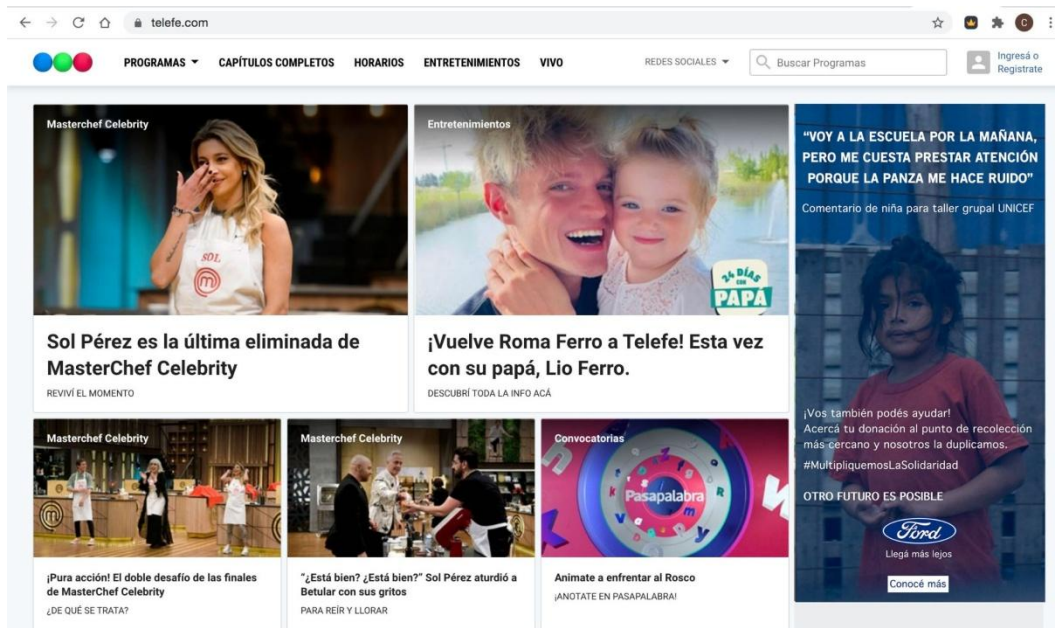 telefe.com
C
PROGRAMAS
CAPÍTULOS COMPLETOS
HORARIOS
ENTRETENIMIENTOS
VIVO
REDES SOCIALES
Buscar Programas
Ingresá o
Registrate
Masterchef Celebrity
SOL
Sol Pérez es la última eliminada de
MasterChef Celebrity
REVIVÍ EL MOMENTO
Entretenimientos
24 DÍAS
CON
PAPÁ
¡Vuelve Roma Ferro a Telefe! Esta vez
con su papá, Lio Ferro.
DESCUBRÍ TODA LA INFO ACÁ
“VOY A LA ESCUELA POR LA MAÑANA,
PERO ME CUESTA PRESTAR ATENCIÓN
PORQUE LA PANZA ME HACE RUIDO”
Comentario de niña para taller grupal UNICEF
¡Vos también podés ayudar!
Acercá tu donación al punto de recolección
más cercano y nosotros la duplicamos.
#MultipliquemosLaSolidaridad
OTRO FUTURO ES POSIBLE
Ford
Llegá más lejos
Conocé más
Masterchef Celebrity
¡Pura acción! El doble desafío de las finales
de MasterChef Celebrity
¿DE QUÉ SE TRATA?
Masterchef Celebrity
“¿Está bien? ¿Está bien?” Sol Pérez aturdió a
Betular con sus gritos
PARA REÍR Y LLORAR
Convocatorias
Pasapalabra
Animate a enfrentar al Rosco
¡ANOTATE EN PASAPALABRA!